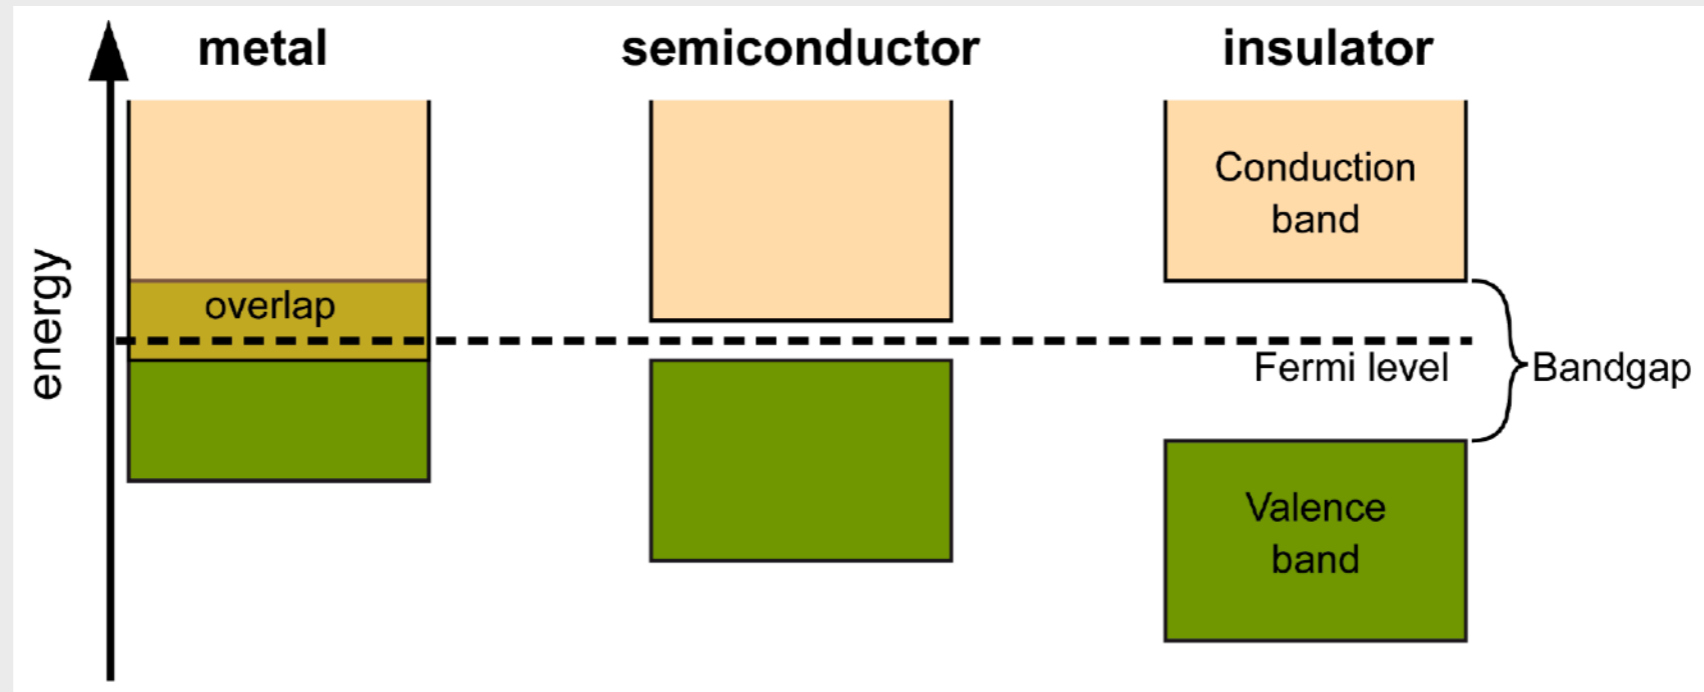 metal
semiconductor
insulator
energy
overlap
Conduction
band
Fermi level
Bandgap
Valence
band